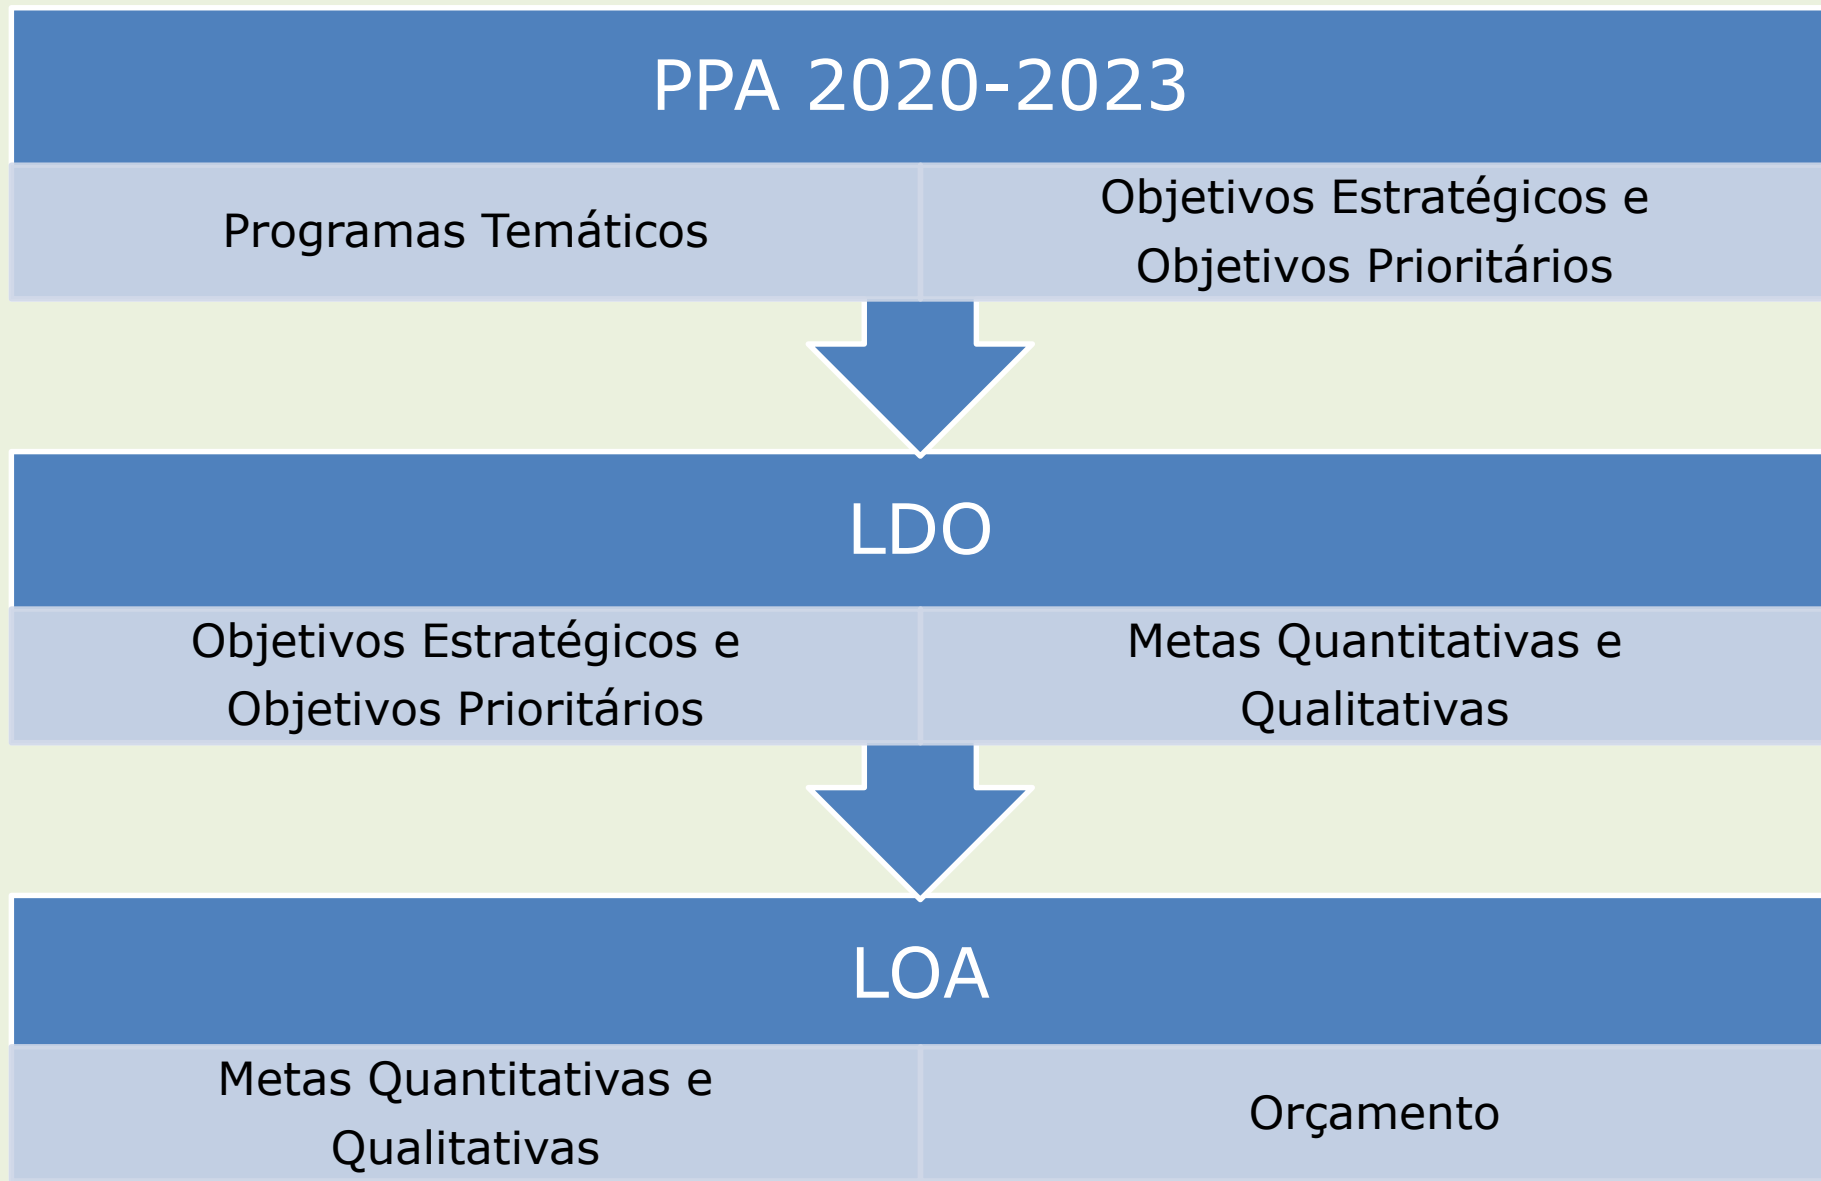 PPA 2020-2023
Programas Temáticos
Objetivos Estratégicos e
Objetivos Prioritários
LDO
Objetivos Estratégicos e
Objetivos Prioritários
Metas Quantitativas e
Qualitativas
LOA
Metas Quantitativas e
Qualitativas
Orçamento